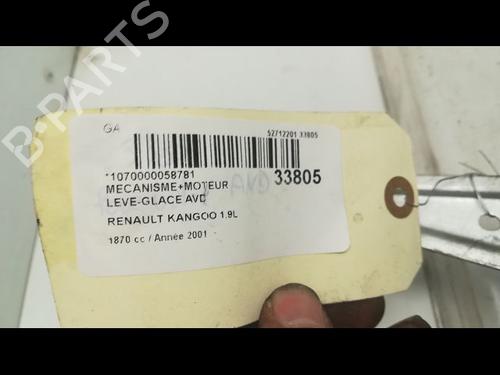 GA
52712201 33805
*1070000058781
33805
MECANISME+MOTEUR
LEVE-GLACE AVD
RENAULT KANGOO 1.9L
1870 cc / Année 2001
B-PARTS